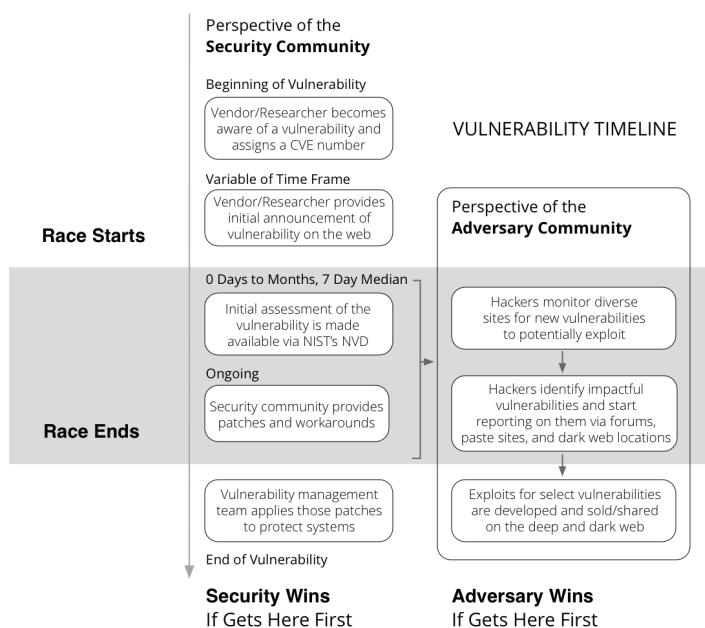 Perspective of the
Security Community
Beginning of Vulnerability
Vendor/Researcher becomes
aware of a vulnerability and
assigns a CVE number
VULNERABILITY TIMELINE
Variable of Time Frame
Vendor/Researcher provides
initial announcement of
vulnerability on the web
Race Starts
Perspective of the
Adversary Community
0 Days to Months, 7 Day Median
Initial assessment of the
vulnerability is made
available via NIST's NVD
Hackers monitor diverse
sites for new vulnerabilities
to potentially exploit
Ongoing
Security community provides
patches and workarounds
Race Ends
Hackers identify impactful
vulnerabilities and start
reporting on them via forums,
paste sites, and dark web locations
Vulnerability management
team applies those patches
to protect systems
Exploits for select vulnerabilities
are developed and sold/shared
on the deep and dark web
End of Vulnerability
Security Wins
If Gets Here First
Adversary Wins
If Gets Here First